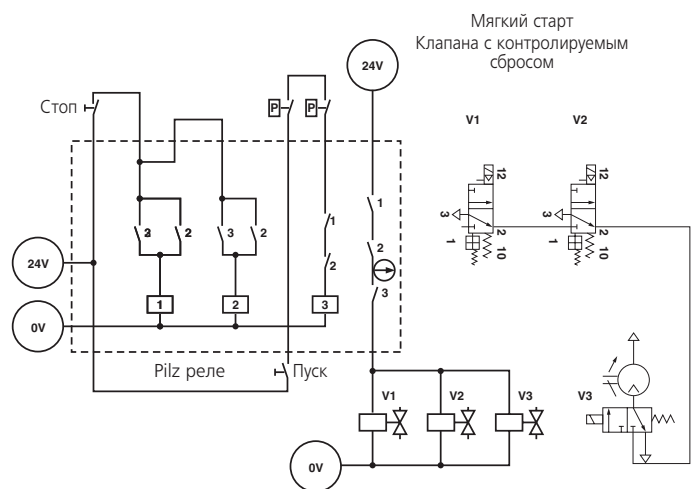 Мягкий старт
Клапана с контролируемым
сбросом
24V
P
P
Стоп
V1
V2
12
12
3
3
2
2
1
1
10
10
3
2
3
2
1
2
1
2
3
24V
0V
1
2
3
Pilz реле
Пуск
V1
V2
V3
V3
0V